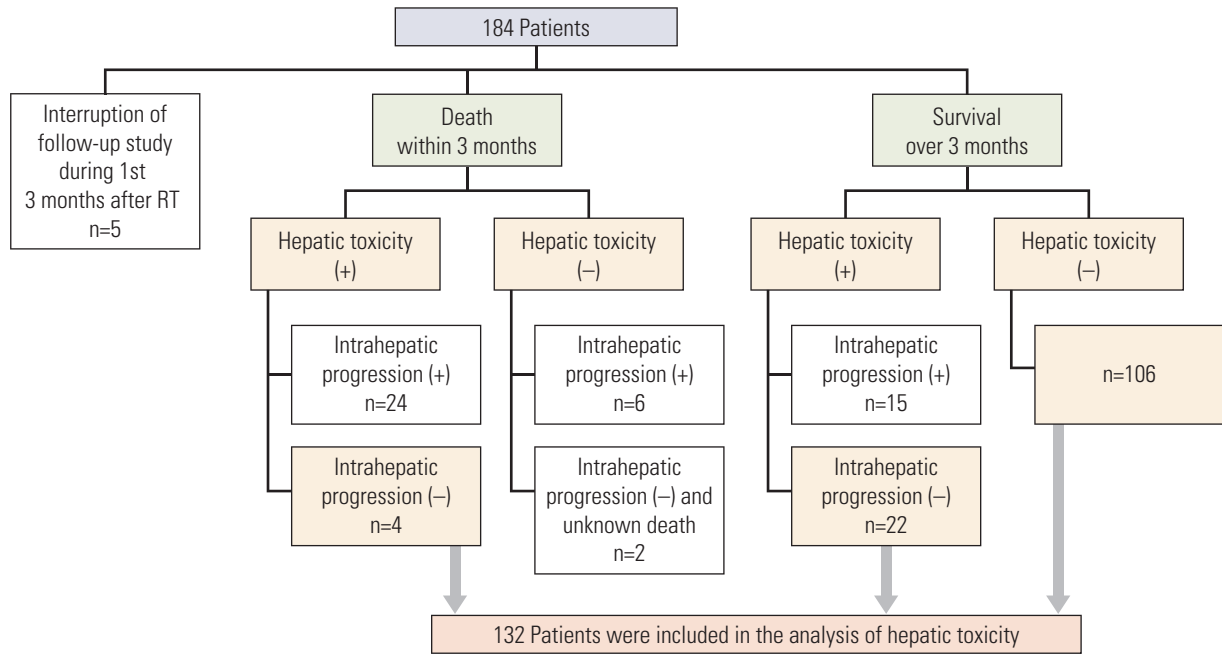 184 Patients
Interruption of
follow-up study
during 1st
3 months after RT
n=5
Death
within 3 months
Survival
over 3 months
Hepatic toxicity
(+)
Hepatic toxicity
(–)
Hepatic toxicity
(+)
Hepatic toxicity
(–)
Intrahepatic
progression (+)
n=24
Intrahepatic
progression (+)
n=6
Intrahepatic
progression (+)
n=15
n=106
Intrahepatic
progression (–)
n=4
Intrahepatic
progression (–) and
unknown death
n=2
Intrahepatic
progression (–)
n=22
132 Patients were included in the analysis of hepatic toxicity